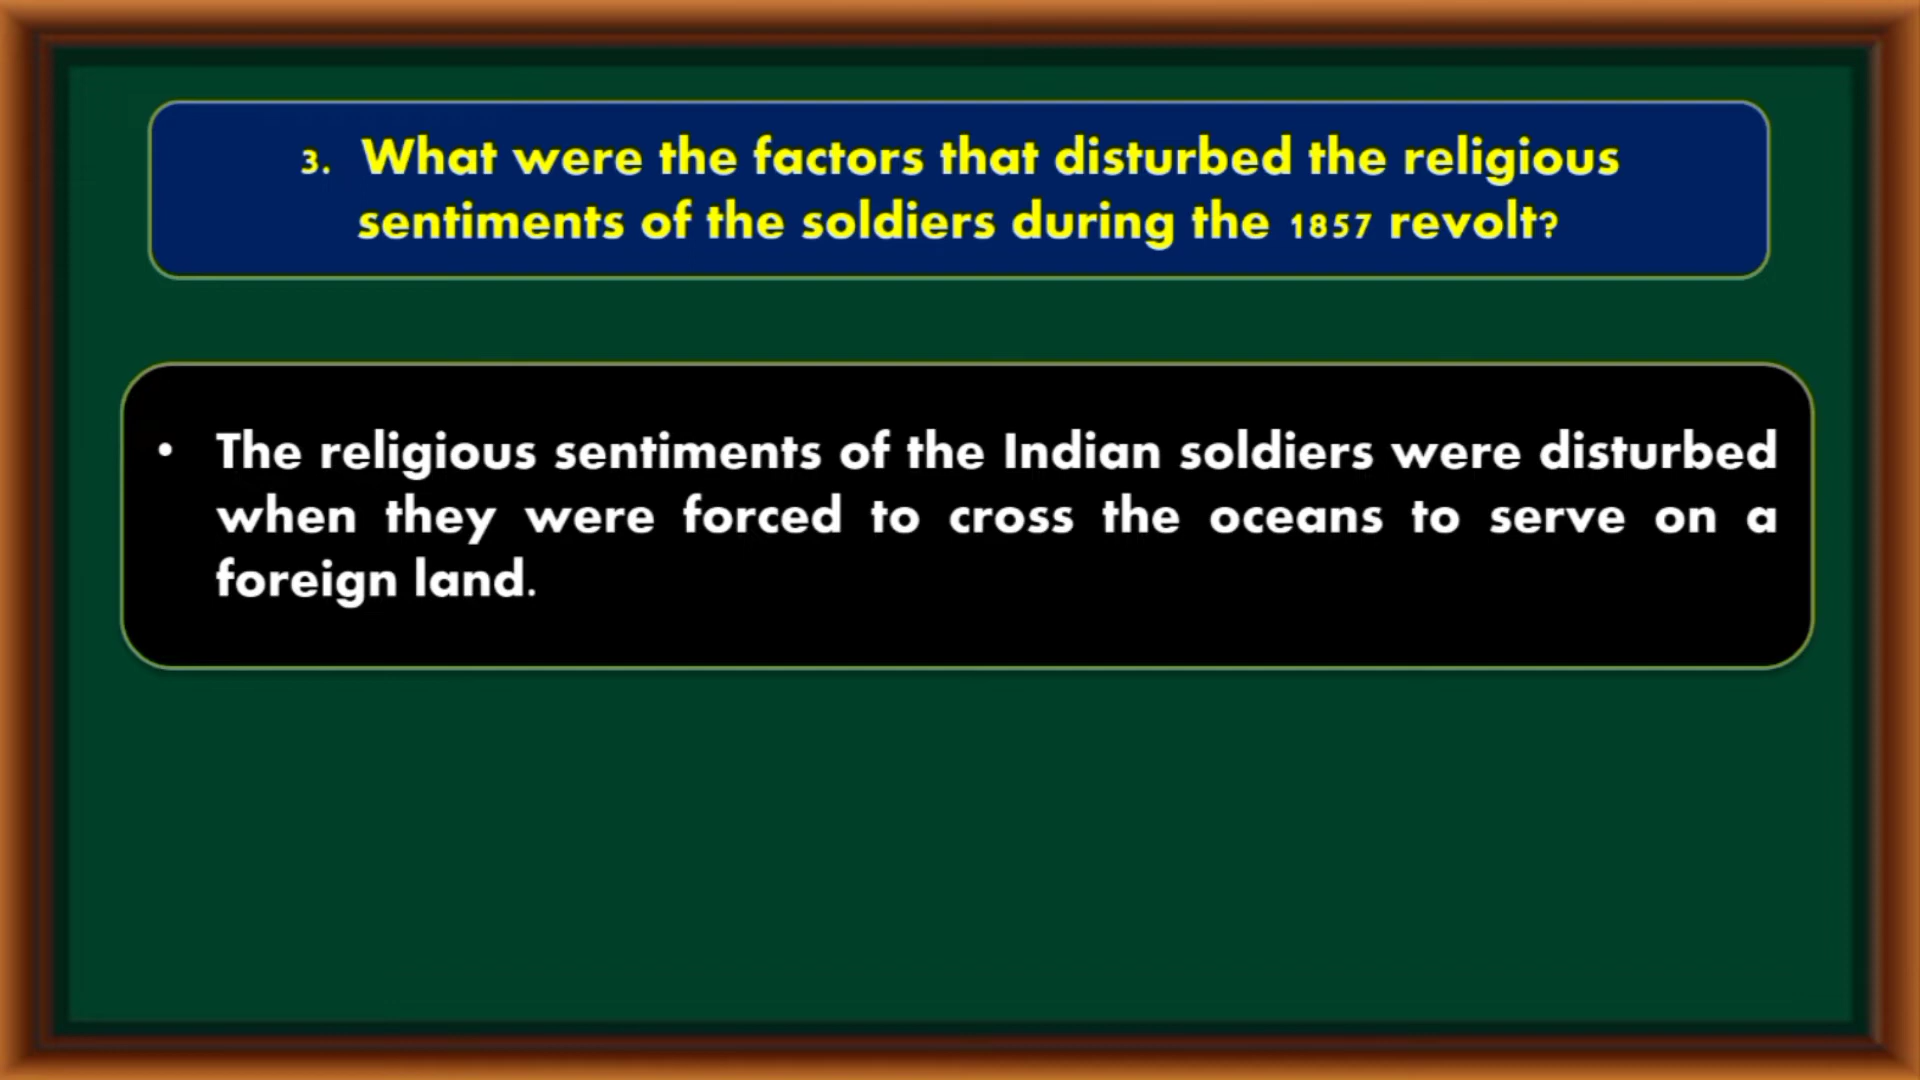 3. What were the factors that disturbed the religious
sentiments of the soldiers during the 1857 revolt?
• The religious sentiments of the Indian soldiers were disturbed
when they were forced to cross the oceans to serve on a
foreign land.